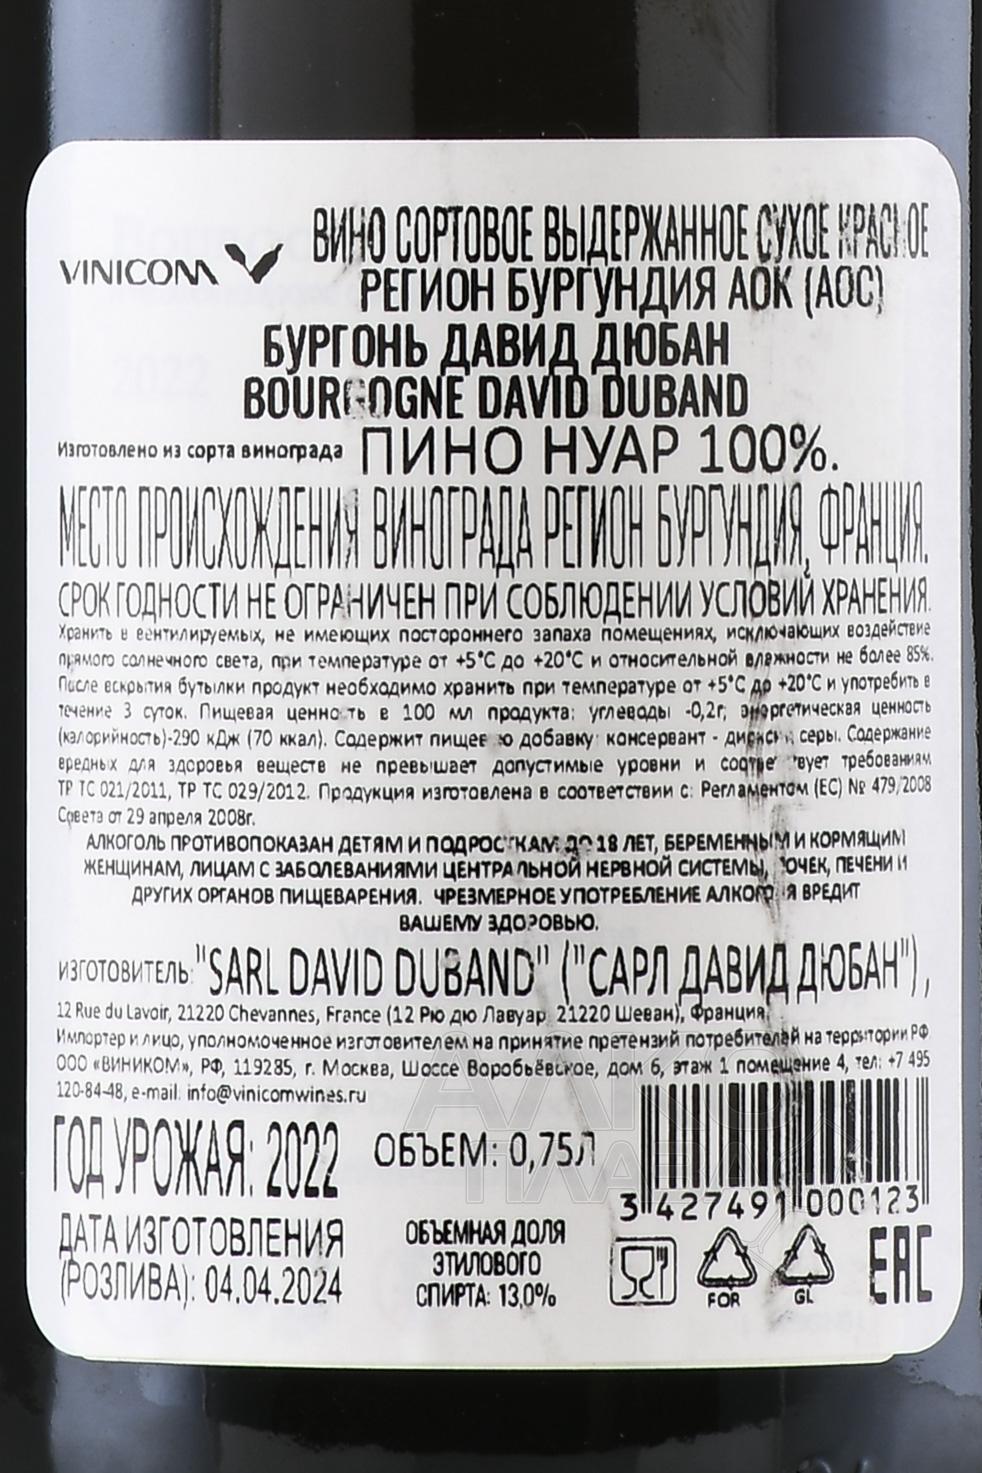 VINICOM
ВИНО СОРТОВОЕ ВЫДЕРЖАННОЕ СУХОЕ КРАСНОЕ
РЕГИОН БУРГУНДИЯ АОК (АОС)
БУРГОНЬ ДАВИД ДЮБАН
BOURGOGNE DAVID DUBAND
Изготовлено из сорта винограда ПИНО НУАР 100%.
МЕСТО ПРОИСХОЖДЕНИЯ ВИНОГРАДА РЕГИОН БУРГУНДИЯ, ФРАНЦИЯ.
СРОК ГОДНОСТИ НЕ ОГРАНИЧЕН ПРИ СОБЛЮДЕНИИ УСЛОВИЙ ХРАНЕНИЯ.
Хранить в вентилируемых, не имеющих постороннего запаха помещениях, исключающих воздействие
прямого солнечного света, при температуре от +5°С до +20°С и относительной влажности не более 85%.
После вскрытия бутылки продукт необходимо хранить при температуре от +5°С до +20°С и употребить в
течение 3 суток. Пищевая ценность в 100 мл продукта: углеводы -0,2г; энергетическая ценность
(калорийность)-290 кДж (70 ккал). Содержит пищевую добавку консервант - диоксид серы. Содержание
вредных для здоровья веществ не превышает допустимые уровни и соответствует требованиям
ТР ТС 021/2011, ТР ТС 029/2012. Продукция изготовлена в соответствии с: Регламентом (ЕС) № 479/2008
Совета от 29 апреля 2008г.
АЛКОГОЛЬ ПРОТИВОПОКАЗАН ДЕТЯМ И ПОДРОСТКАМ ДО 18 ЛЕТ, БЕРЕМЕННЫМ И КОРМЯЩИМ
ЖЕНЩИНАМ, ЛИЦАМ С ЗАБОЛЕВАНИЯМИ ЦЕНТРАЛЬНОЙ НЕРВНОЙ СИСТЕМЫ, ПОЧЕК, ПЕЧЕНИ И
ДРУГИХ ОРГАНОВ ПИЩЕВАРЕНИЯ. ЧРЕЗМЕРНОЕ УПОТРЕБЛЕНИЕ АЛКОГОЛЯ ВРЕДИТ
ВАШЕМУ ЗДОРОВЬЮ.
ИЗГОТОВИТЕЛЬ: "SARL DAVID DUBAND" ("САРЛ ДАВИД ДЮБАН"),
12 Rue du Lavoir, 21220 Chevannes, France (12 Рю дю Лавуар, 21220 Шеван), Франция.
Импортер и лицо, уполномоченное изготовителем на принятие претензий потребителей на территории РФ
ООО «ВИНИКОМ», РФ, 119285, г. Москва, Шоссе Воробьёвское, дом 6, этаж 1 помещение 4, тел: +7 495
120-84-48, e-mail: info@vinicomwines.ru
ГОД УРОЖАЯ: 2022
ОБЪЕМ: 0,75Л
3 427491 000123
ДАТА ИЗГОТОВЛЕНИЯ
(РОЗЛИВА): 04.04.2024
ОБЪЕМНАЯ ДОЛЯ
ЭТИЛОВОГО
СПИРТА: 13,0%
FOR
GL
EAC
АЛКО
ПЛАЗА